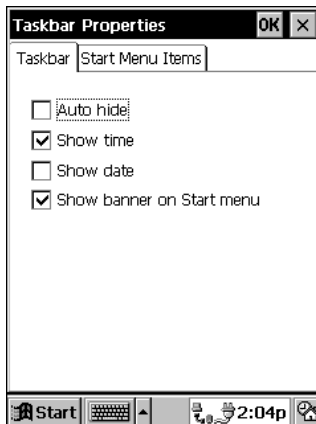 Taskbar Properties OK ×
Taskbar Start Menu Items
Auto hide
Show time
Show date
Show banner on Start menu
Start 2:04p